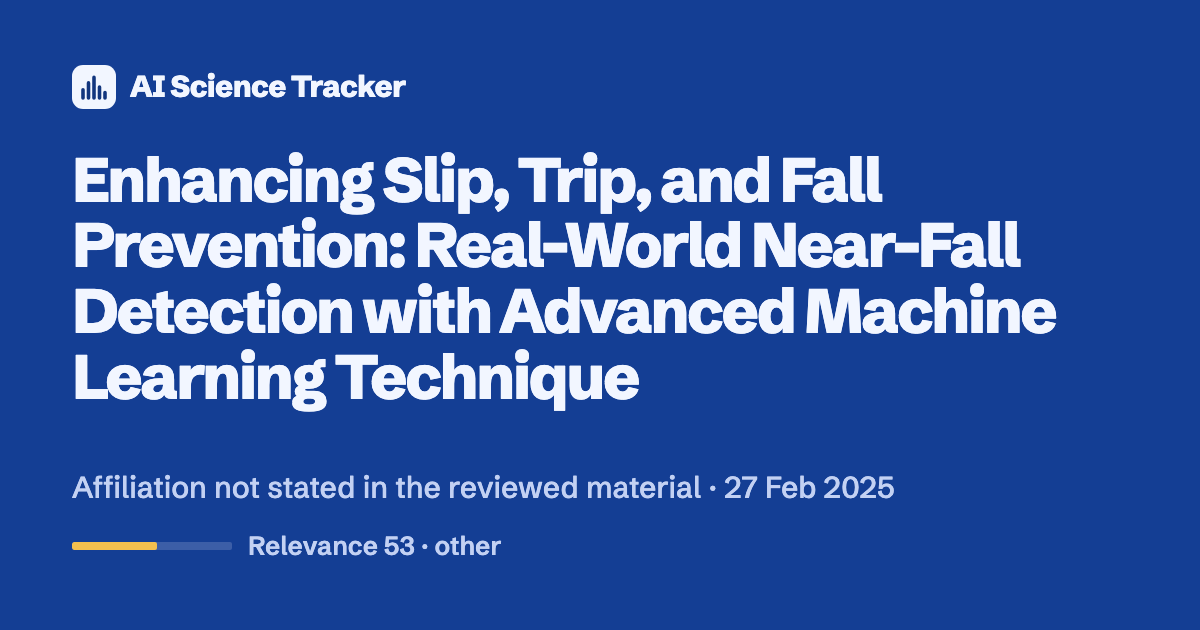 AI Science Tracker
Enhancing Slip, Trip, and Fall
Prevention: Real-World Near-Fall
Detection with Advanced Machine
Learning Technique
Affiliation not stated in the reviewed material · 27 Feb 2025
Relevance 53 · other